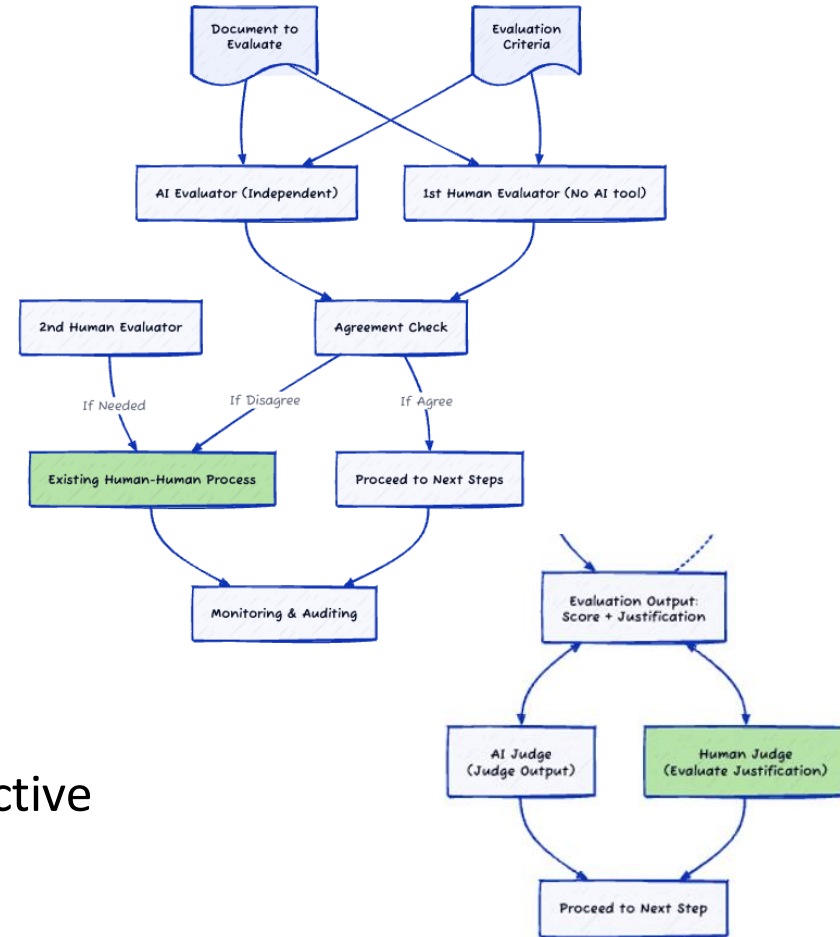 Document to
Evaluate
Evaluation
Criteria
AI Evaluator (Independent)
1st Human Evaluator (No AI tool)
2nd Human Evaluator
Agreement Check
If Needed
If Disagree
If Agree
Existing Human-Human Process
Proceed to Next Steps
Monitoring & Auditing
Evaluation Output:
Score + Justification
AI Judge
(Judge Output)
Human Judge
(Evaluate Justification)
ctive
Proceed to Next Step